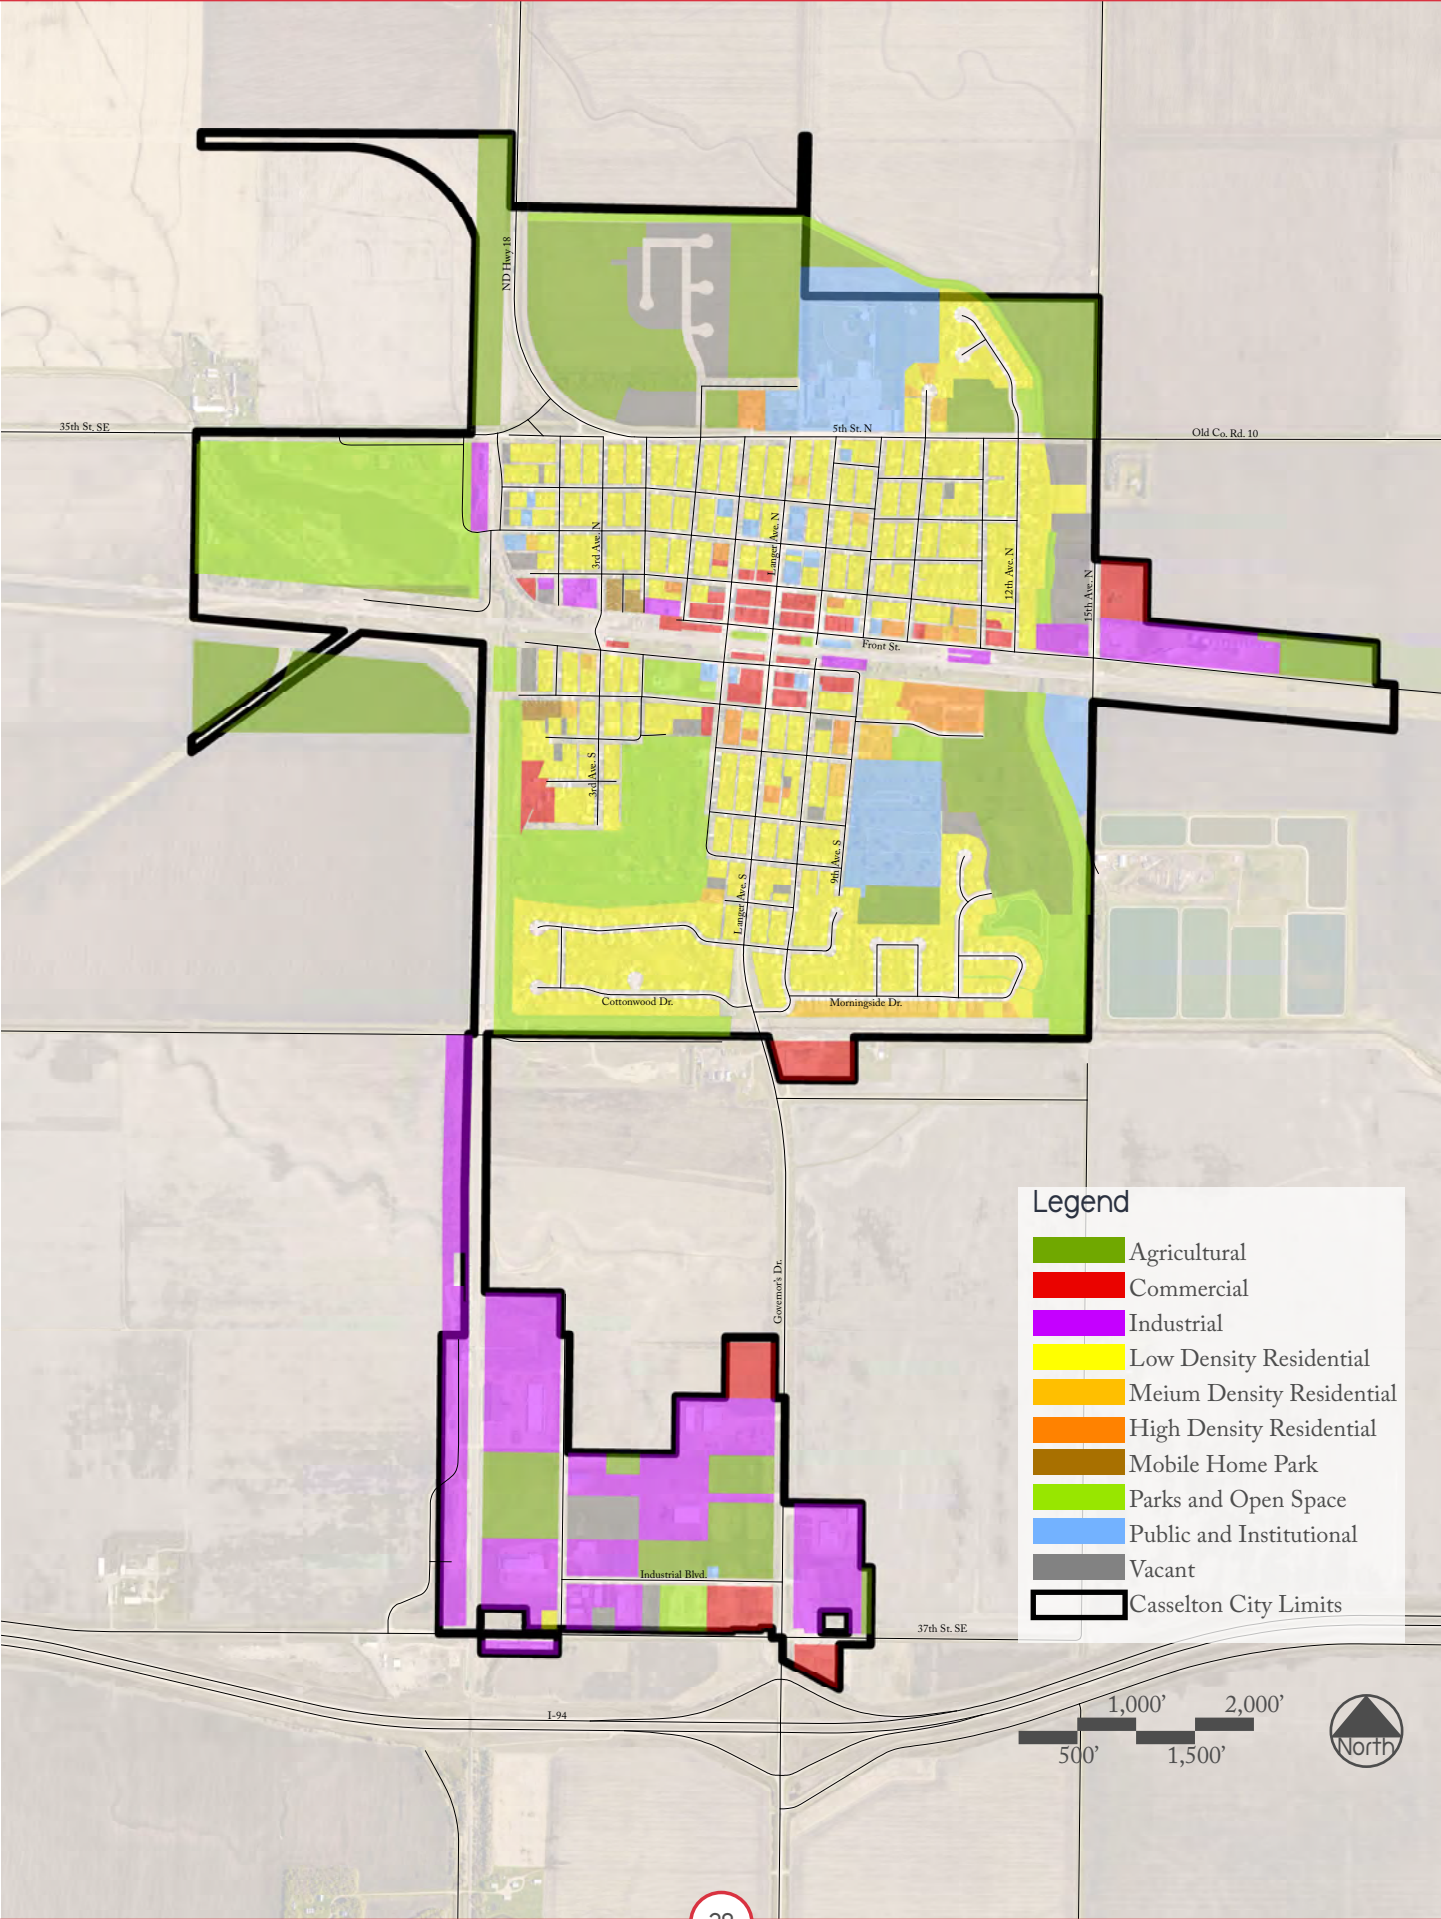 ND Hwy 18
35th St. SE
5th St. N
Old Co. Rd. 10
3rd Ave. N
Langer Ave. N
12th Ave. N
15th Ave. N
Front St.
3rd Ave. S
9th Ave. S
Langer Ave. S
Cottonwood Dr.
Morningside Dr.
Governor's Dr.
Legend
Agricultural
Commercial
Industrial
Low Density Residential
Meium Density Residential
High Density Residential
Mobile Home Park
Parks and Open Space
Public and Institutional
Vacant
Casselton City Limits
Industrial Blvd.
37th St. SE
I-94
1,000’
2,000’
500’
1,500’
North